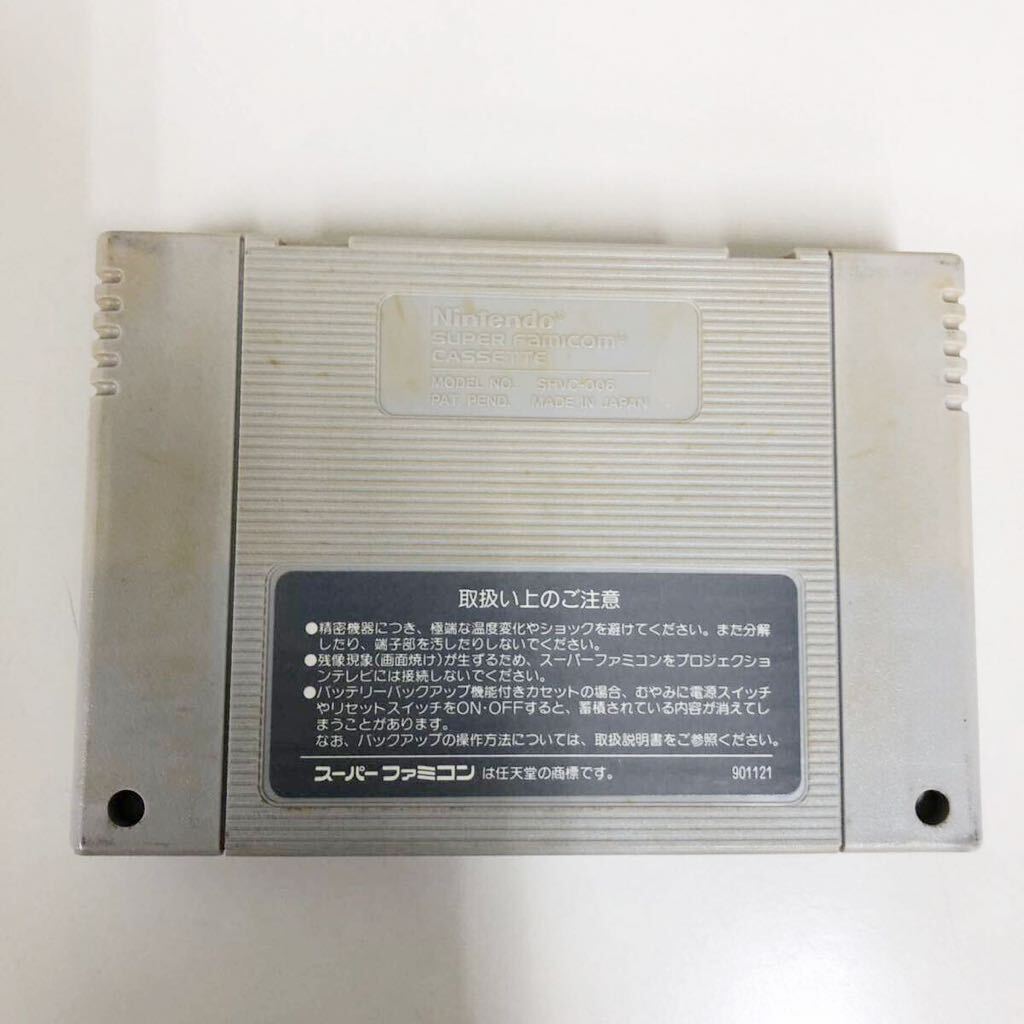 Nintendo®
SUPER Famicom®
CASSETTE
MODEL NO. SHVC-006
PAT. PEND. MADE IN JAPAN
取扱い上のご注意
●精密機器につき、極端な温度変化やショックを避けてください。また分解
したり、端子部を汚したりしないでください。
●残像現象(画面焼け)が生ずるため、スーパーファミコンをプロジェクショ
ンテレビには接続しないでください。
●バッテリーバックアップ機能付きカセットの場合、むやみに電源スイッチ
やリセットスイッチをON・OFFすると、蓄積されている内容が消えてし
まうことがあります。
なお、バックアップの操作方法については、取扱説明書をご参照ください。
スーパーファミコン は任天堂の商標です。 901121